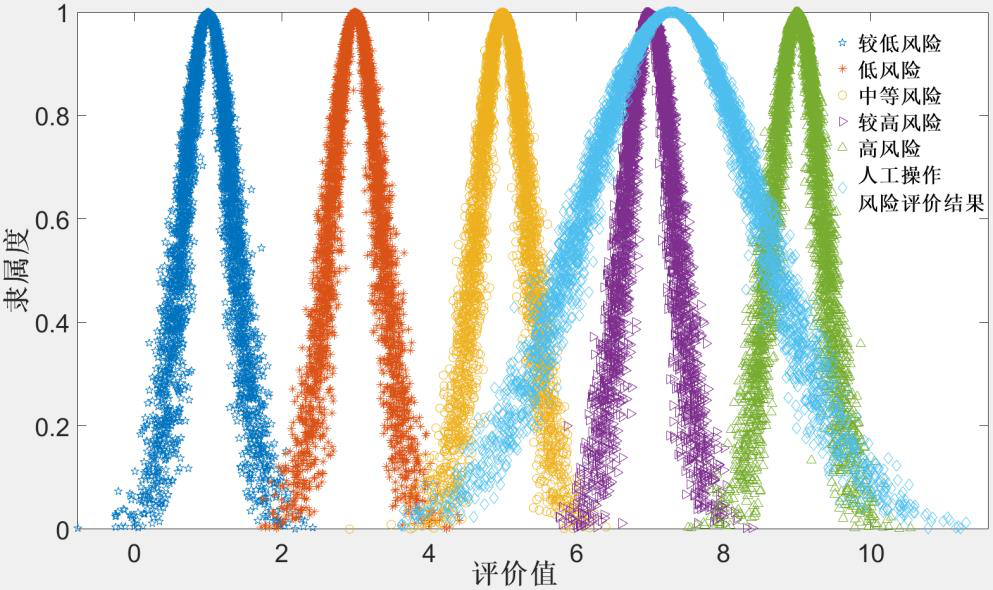 1
0.8
0.6
0.4
0.2
0
隶属度
较低风险
低风险
中等风险
较高风险
高风险
人工操作
风险评价结果
0 2 4 6 8 10
评价值